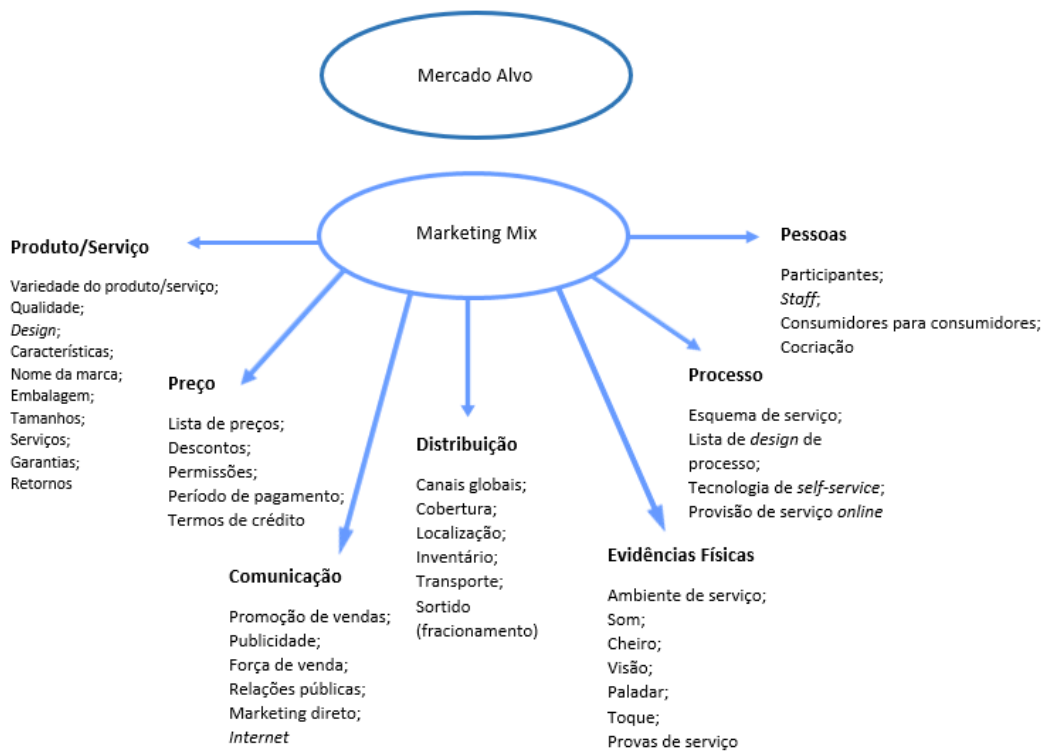 Mercado Alvo
Marketing Mix
Produto/Serviço
Variedade do produto/serviço;
Qualidade;
Design;
Características;
Nome da marca;
Embalagem;
Tamanhos;
Serviços;
Garantias;
Retornos
Preço
Lista de preços;
Descontos;
Permissões;
Período de pagamento;
Termos de crédito
Comunicação
Promoção de vendas;
Publicidade;
Força de venda;
Relações públicas;
Marketing direto;
Internet
Distribuição
Canais globais;
Cobertura;
Localização;
Inventário;
Transporte;
Sortido
(fracionamento)
Evidências Físicas
Ambiente de serviço;
Som;
Cheiro;
Visão;
Paladar;
Toque;
Provas de serviço
Processo
Esquema de serviço;
Lista de design de
processo;
Tecnologia de self-service;
Provisão de serviço online
Pessoas
Participantes;
Staff;
Consumidores para consumidores;
Cocriação